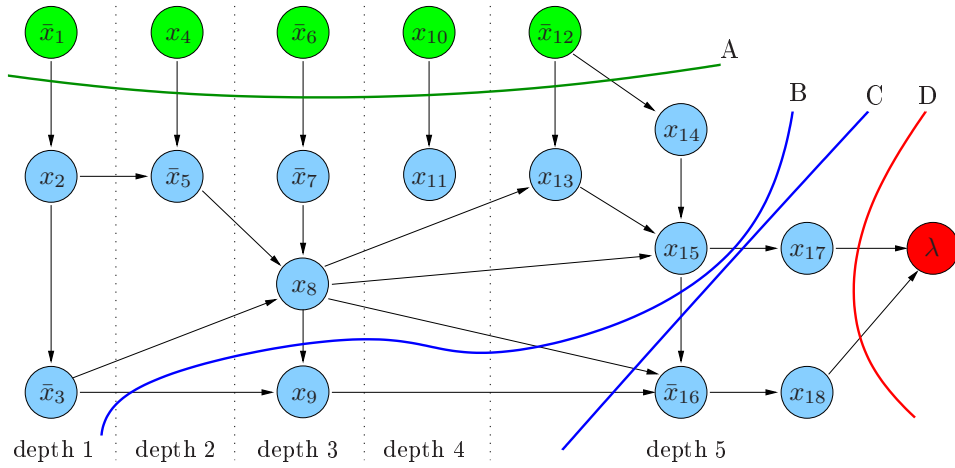 x̄₁ x₄ x̄₆ x₁₀ x̄₁₂
A
B C D
x₁₄
x₂ x̄₅ x̄₇ x₁₁ x₁₃
x₁₅ x₁₇ λ
x₈
x̄₃ x₉ x̄₁₆ x₁₈
depth 1 depth 2 depth 3 depth 4 depth 5